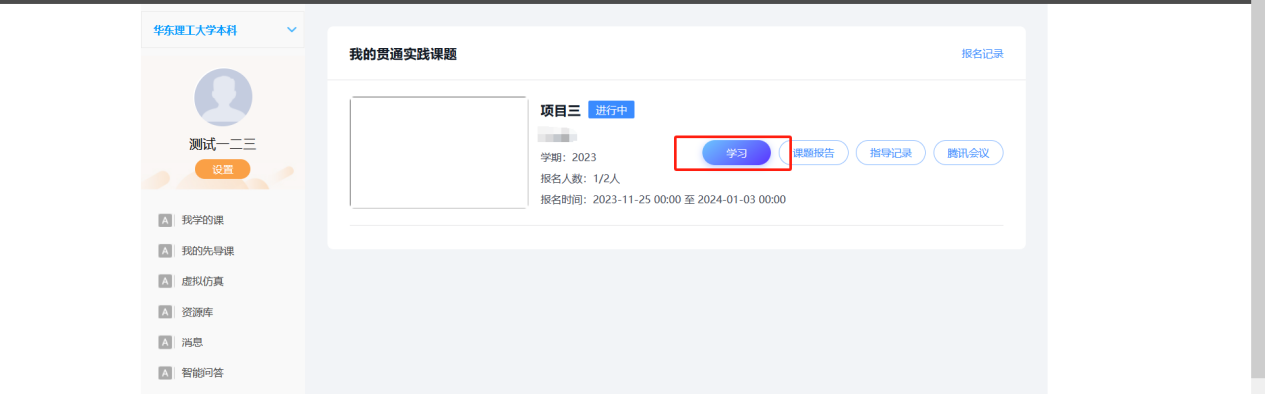 华东理工大学本科
测试一二三
设置
A 我学的课
A 我的先导课
A 虚拟仿真
A 资源库
A 消息
A 智能问答
我的贯通实践课题
报名记录
项目三 进行中
学期：2023
报名人数：1/2人
报名时间：2023-11-25 00:00 至 2024-01-03 00:00
学习 课题报告 指导记录 腾讯会议